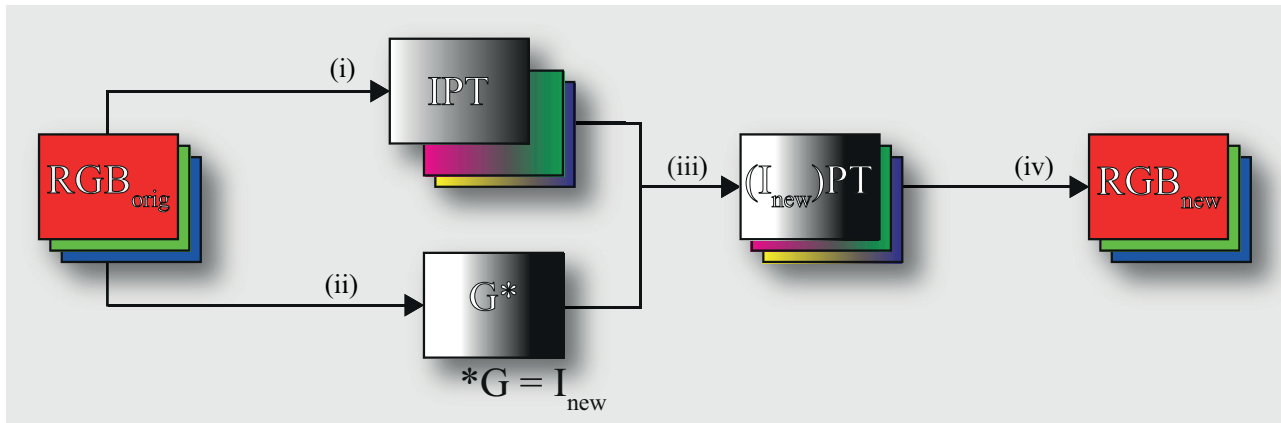 (i)
IPT
RGB orig
(iii)
(I new)PT
(iv)
RGB new
(ii)
G*
*G = I new